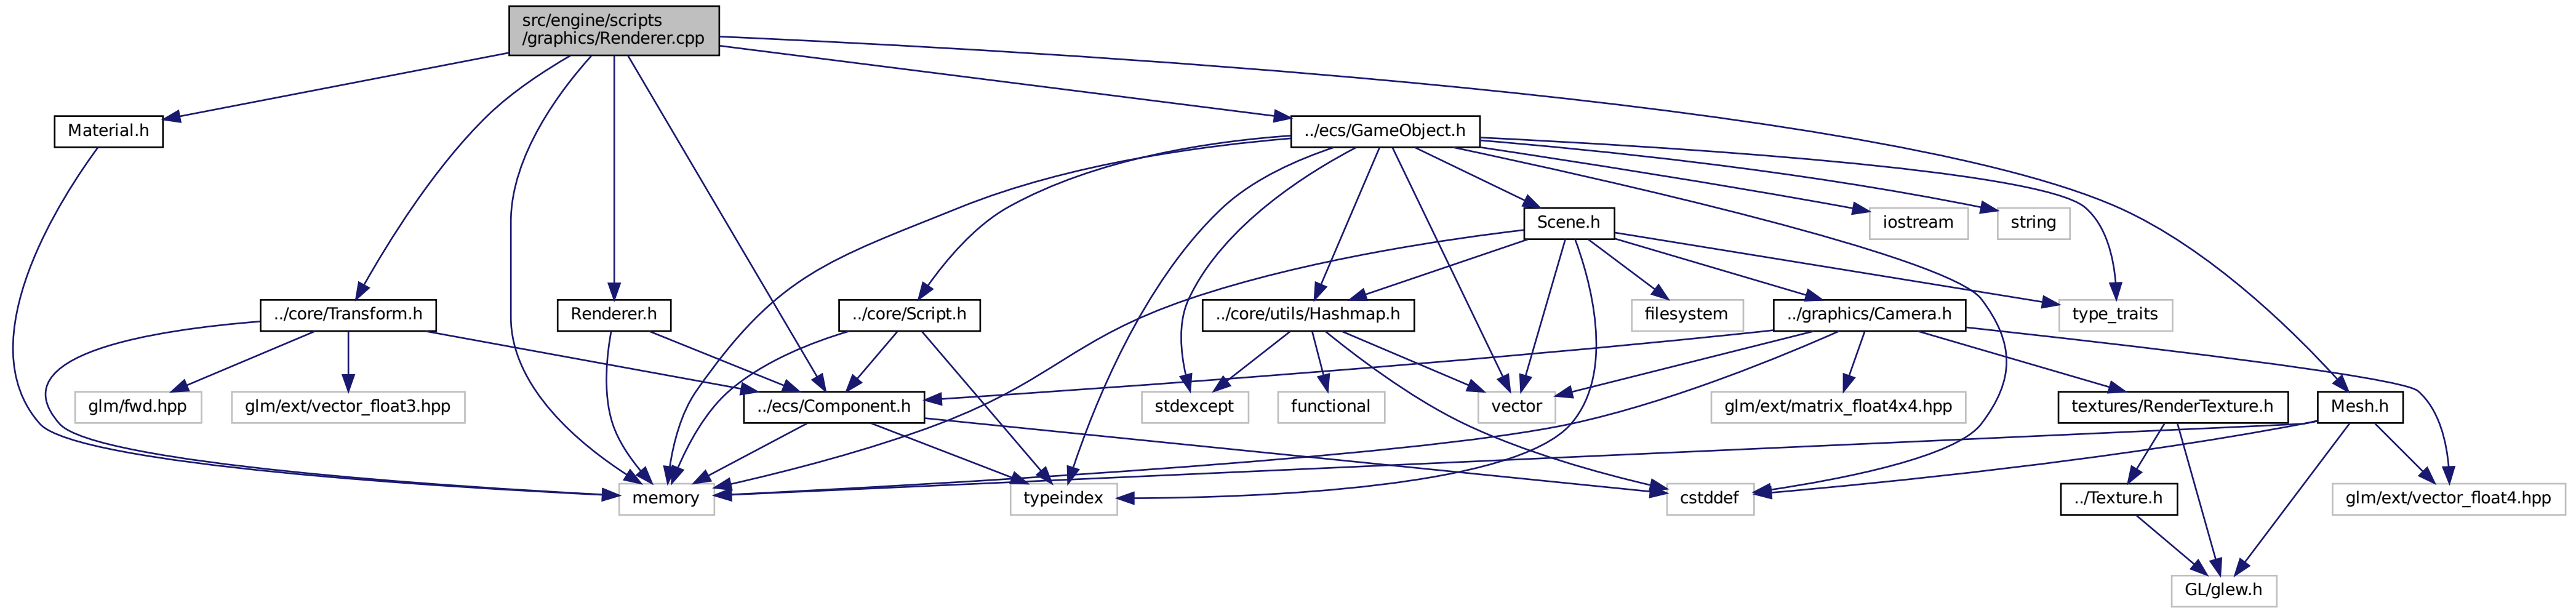 src/engine/scripts
/graphics/Renderer.cpp
Material.h
../ecs/GameObject.h
Scene.h
iostream
string
../core/Transform.h
Renderer.h
../core/Script.h
../core/utils/Hashmap.h
filesystem
../graphics/Camera.h
type_traits
glm/fwd.hpp
glm/ext/vector_float3.hpp
../ecs/Component.h
stdexcept
functional
vector
glm/ext/matrix_float4x4.hpp
textures/RenderTexture.h
Mesh.h
memory
typeindex
cstddef
../Texture.h
glm/ext/vector_float4.hpp
GL/glew.h